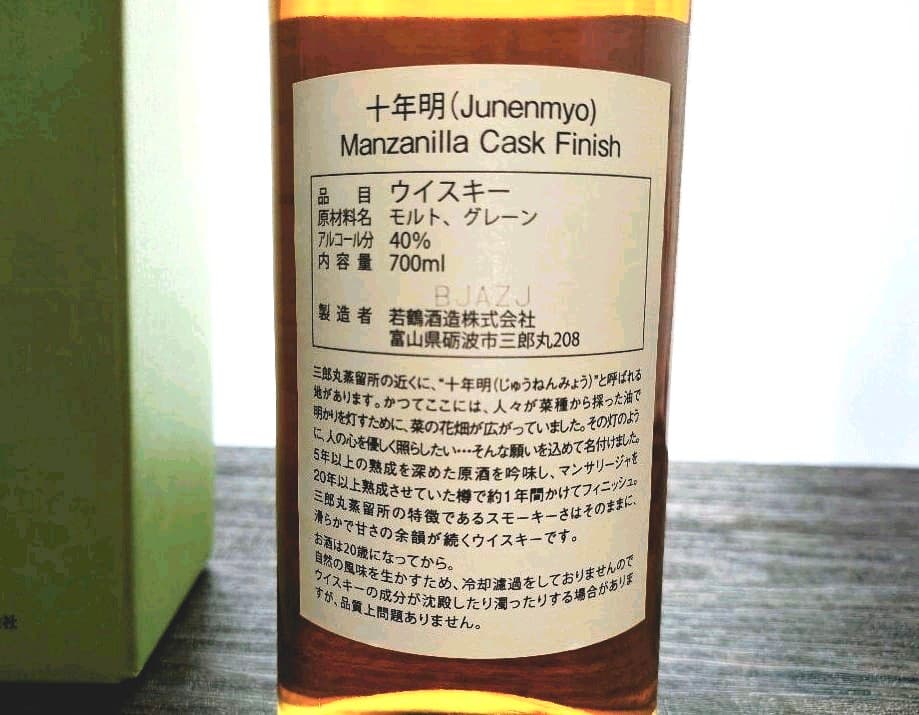 十年明(Junenmyo)
Manzanilla Cask Finish
品目 ウイスキー
原材料名 モルト、グレーン
アルコール分 40%
内容量 700ml
BJAZJ
製造者 若鶴酒造株式会社
富山県砺波市三郎丸208
三郎丸蒸留所の近くに、"十年明(じゅうねんみょう)"と呼ばれる
地があります。かつてここには、人々が菜種から採った油で
明かりを灯すために、菜の花畑が広がっていました。その灯のよう
に、人の心を優しく照らしたい…そんな願いを込めて名付けました。
5年以上の熟成を深めた原酒を吟味し、マンサリージャを
20年以上熟成させていた樽で約1年間かけてフィニッシュ。
三郎丸蒸留所の特徴であるスモーキーさはそのままに、
滑らかで甘さの余韻が続くウイスキーです。
お酒は20歳になってから。
自然の風味を生かすため、冷却濾過をしておりませんので
ウイスキーの成分が沈殿したり濁ったりする場合がありま
すが、品質上問題ありません。
社